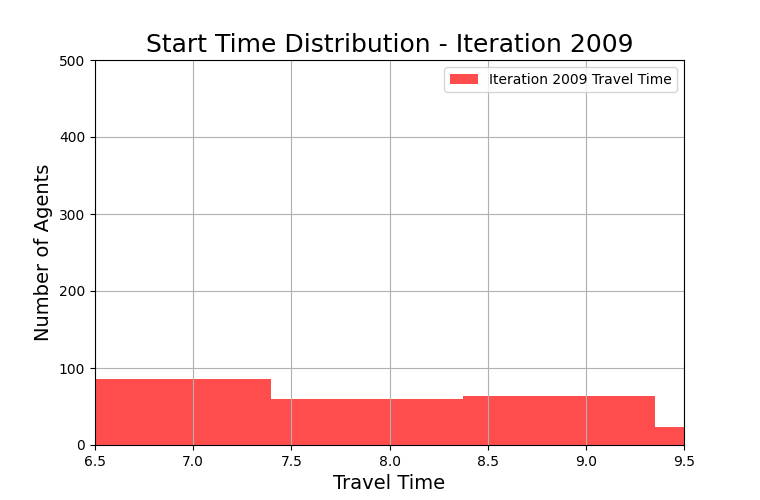 Start Time Distribution - Iteration 2009
Iteration 2009 Travel Time
500
400
300
200
100
0
Number of Agents
6.5 7.0 7.5 8.0 8.5 9.0 9.5
Travel Time